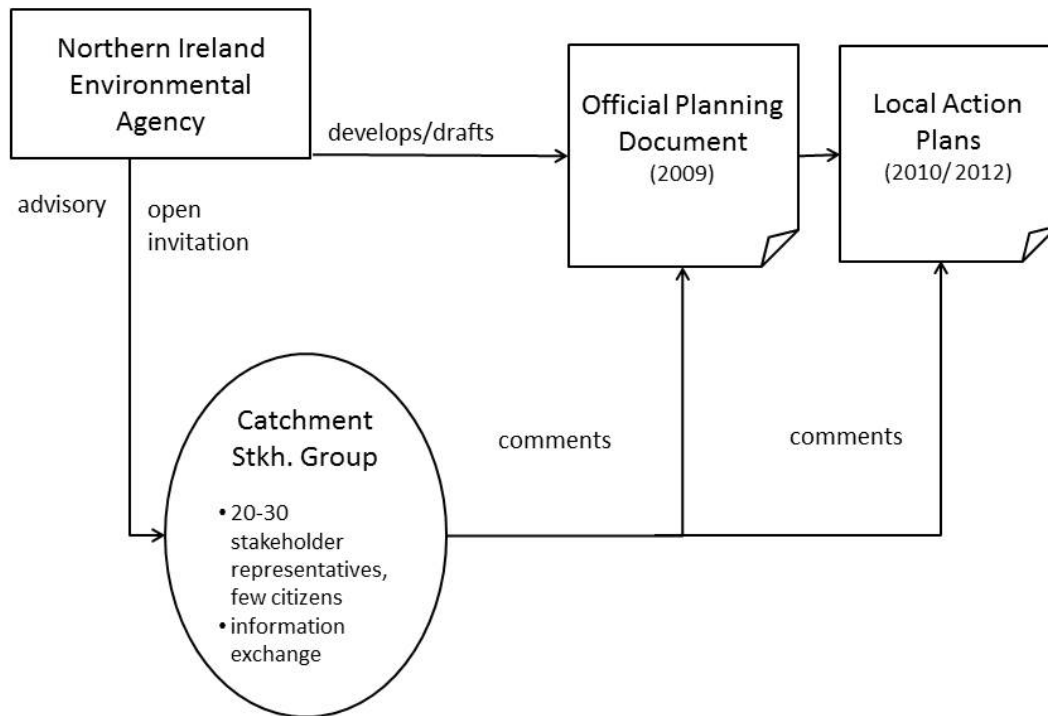 Northern Ireland
Environmental
Agency
develops/drafts
Official Planning
Document
(2009)
Local Action
Plans
(2010/ 2012)
advisory
open
invitation
Catchment
Stkh. Group
• 20-30
stakeholder
representatives,
few citizens
• information
exchange
comments
comments